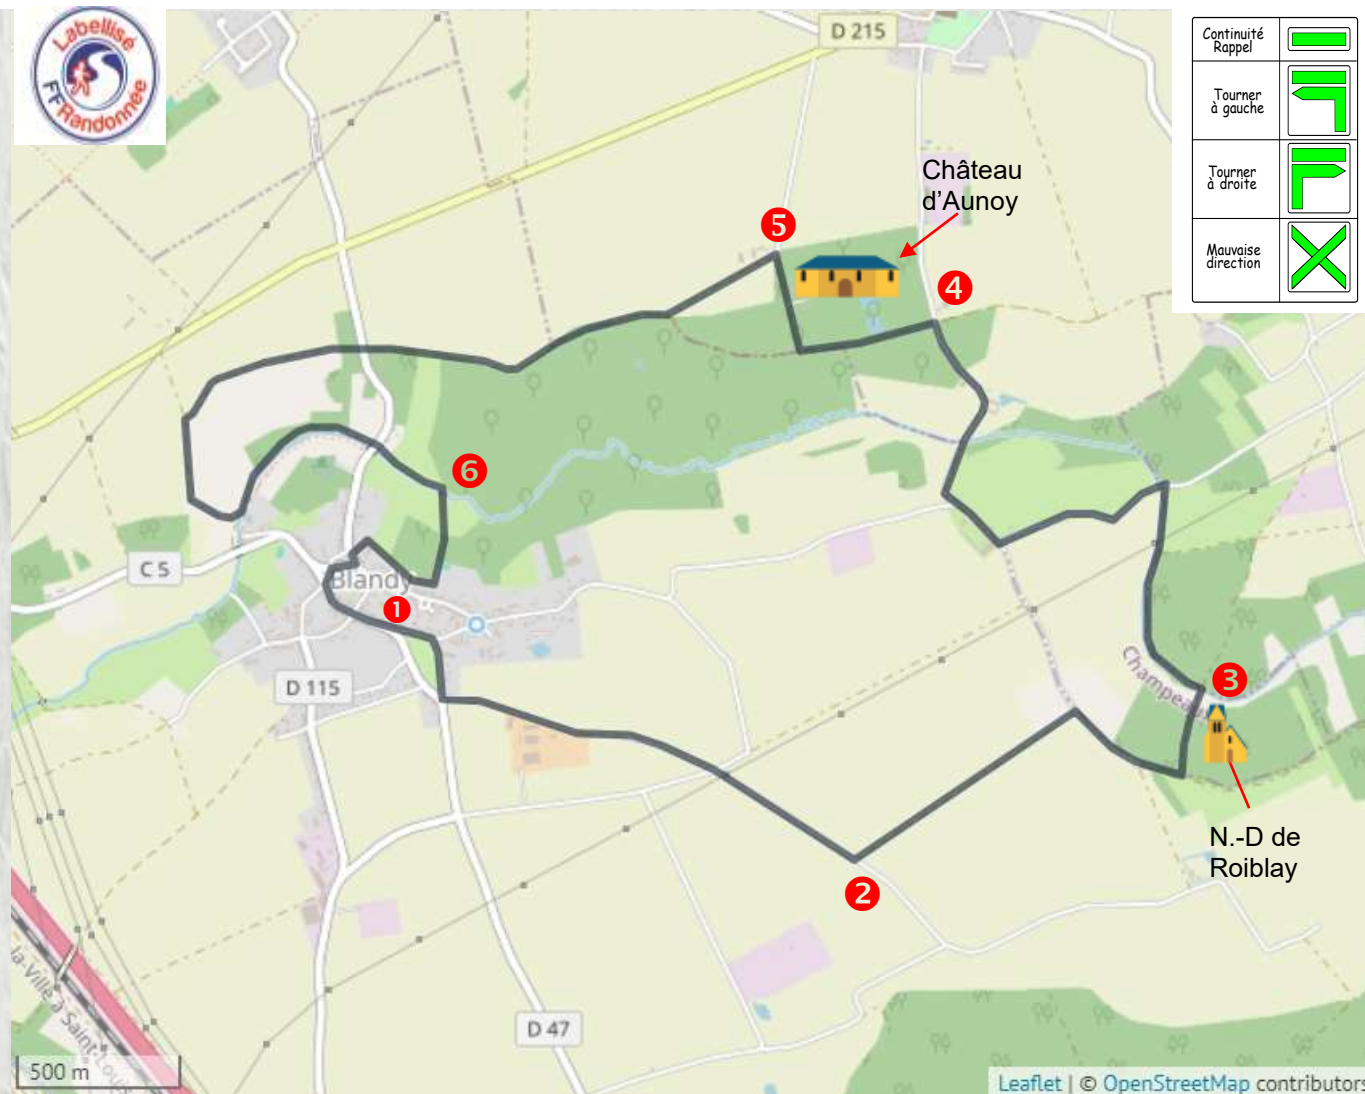 Labellisé
FFRandonnée
D 215
Continuité
Rappel
Tourner
à gauche
Tourner
à droite
Mauvaise
direction
Château
d'Aunoy
5
4
6
C 5
Blandy
1
D 115
Champeaux
3
N.-D de
Roiblay
2
D 47
500 m
Leaflet | © OpenStreetMap contributors